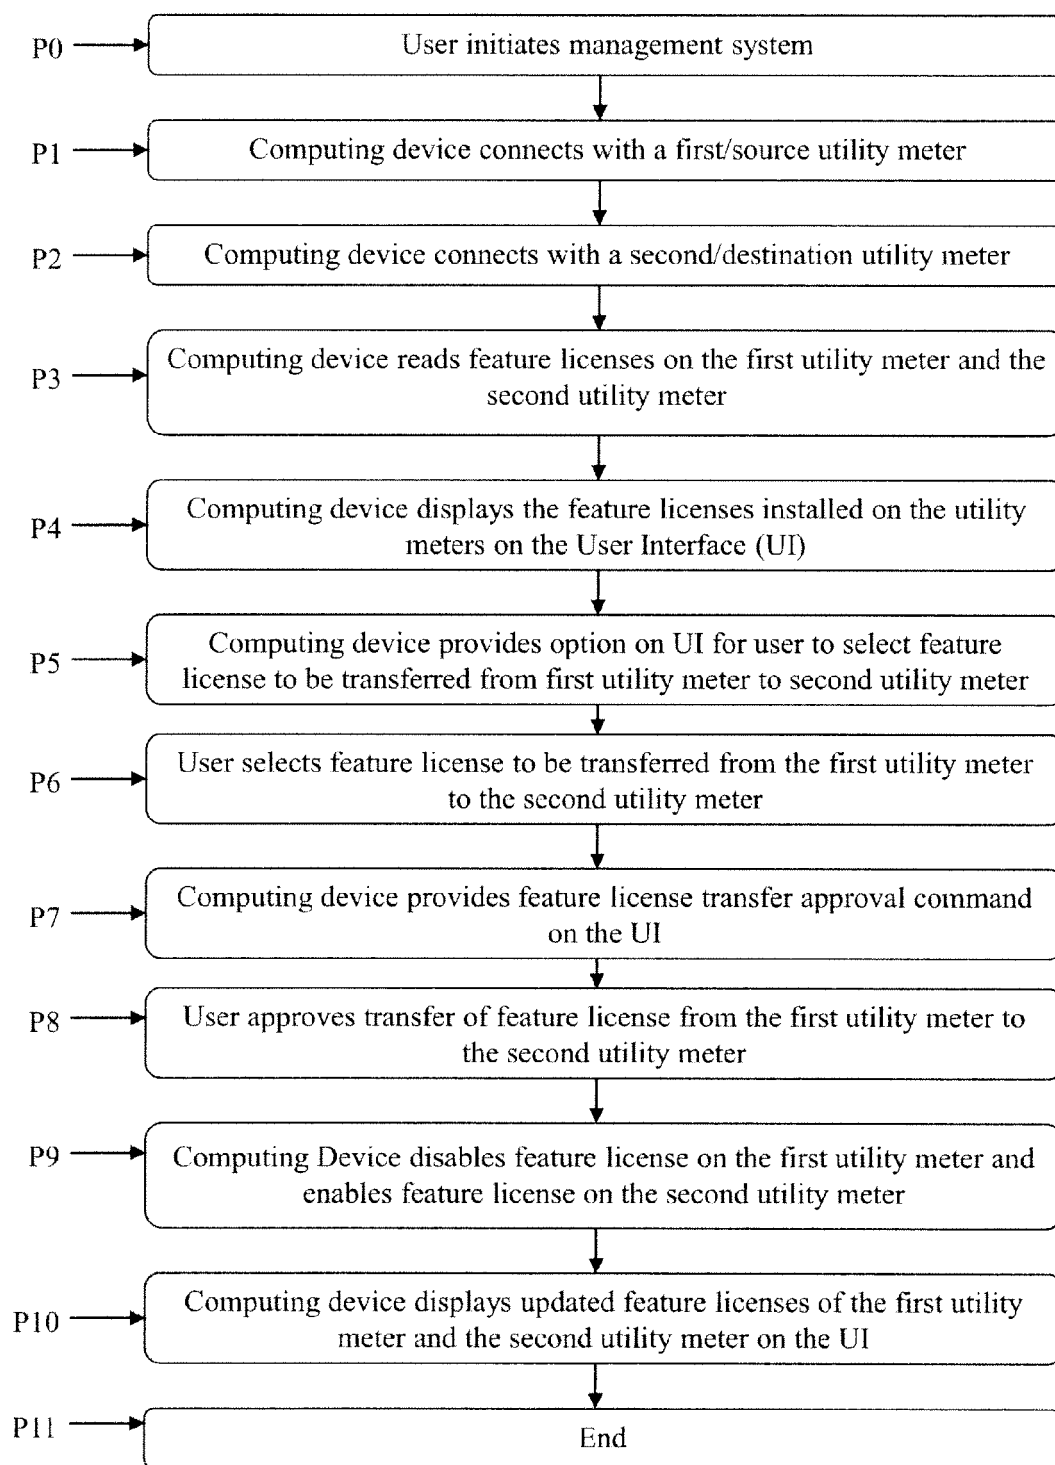 P0
User initiates management system
P1
Computing device connects with a first/source utility meter
P2
Computing device connects with a second/destination utility meter
P3
Computing device reads feature licenses on the first utility meter and the
second utility meter
P4
Computing device displays the feature licenses installed on the utility
meters on the User Interface (UI)
P5
Computing device provides option on UI for user to select feature
license to be transferred from first utility meter to second utility meter
P6
User selects feature license to be transferred from the first utility meter
to the second utility meter
P7
Computing device provides feature license transfer approval command
on the UI
P8
User approves transfer of feature license from the first utility meter to
the second utility meter
P9
Computing Device disables feature license on the first utility meter and
enables feature license on the second utility meter
P10
Computing device displays updated feature licenses of the first utility
meter and the second utility meter on the UI
P11
End